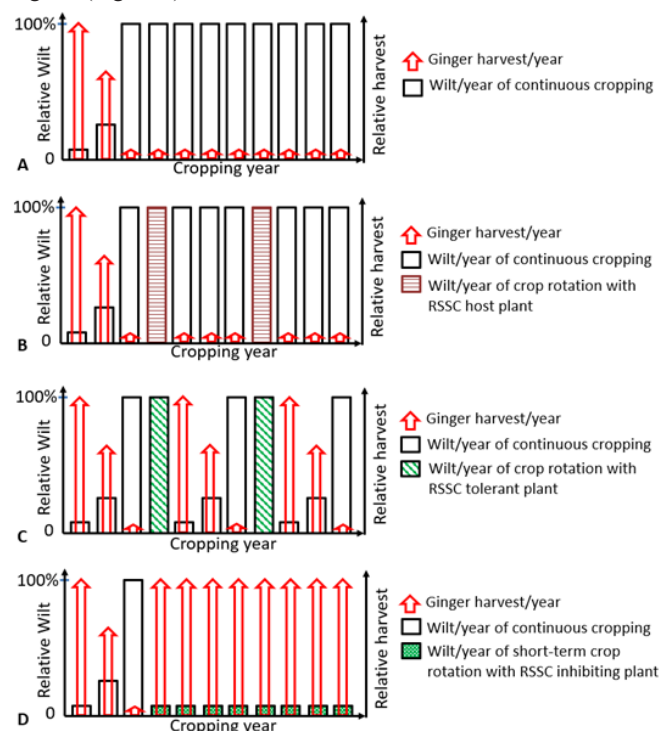 100%
Relative Wilt
0
A
Cropping year
Relative harvest
Ginger harvest/year
Wilt/year of continuous cropping
100%
Relative Wilt
0
B
Cropping year
Relative harvest
Ginger harvest/year
Wilt/year of continuous cropping
Wilt/year of crop rotation with
RSSC host plant
100%
Relative Wilt
0
C
Cropping year
Relative harvest
Ginger harvest/year
Wilt/year of continuous cropping
Wilt/year of crop rotation with
RSSC tolerant plant
100%
Relative Wilt
0
D
Cropping year
Relative harvest
Ginger harvest/year
Wilt/year of continuous cropping
Wilt/year of short-term crop
rotation with RSSC inhibiting plant